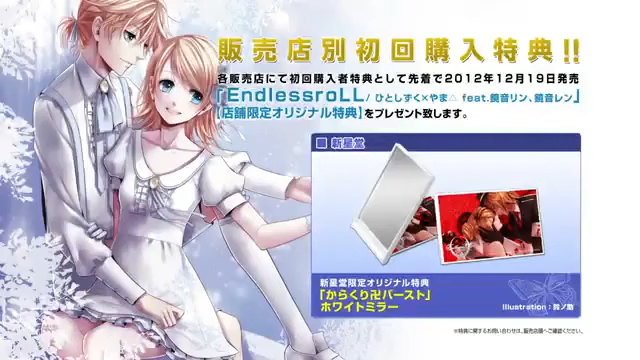 販売店別初回購入特典!!
各販売店にて初回購入者特典として先着で2012年12月19日発売
「EndlessroLL/ ひとしずく×やま△ feat.鏡音リン、鏡音レン」
【店舗限定オリジナル特典】をプレゼント致します。
新星堂
新星堂限定オリジナル特典
「からくり卍バースト」
ホワイトミラー
Illustration:鈴ノ助
※特典に関するお問い合わせは、販売店舗へご確認ください。